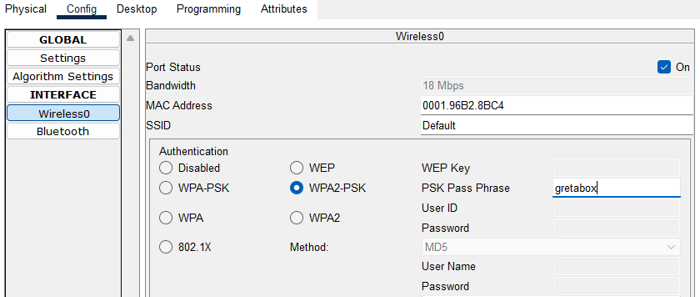 Physical Config Desktop Programming Attributes
GLOBAL
Settings
Algorithm Settings
INTERFACE
Wireless0
Bluetooth
Wireless0
Port Status On
Bandwidth 18 Mbps
MAC Address 0001.96B2.8BC4
SSID Default
Authentication
Disabled WEP WEP Key
WPA-PSK WPA2-PSK PSK Pass Phrase gretabox
User ID
WPA WPA2
Password
802.1X Method: MD5
User Name
Password